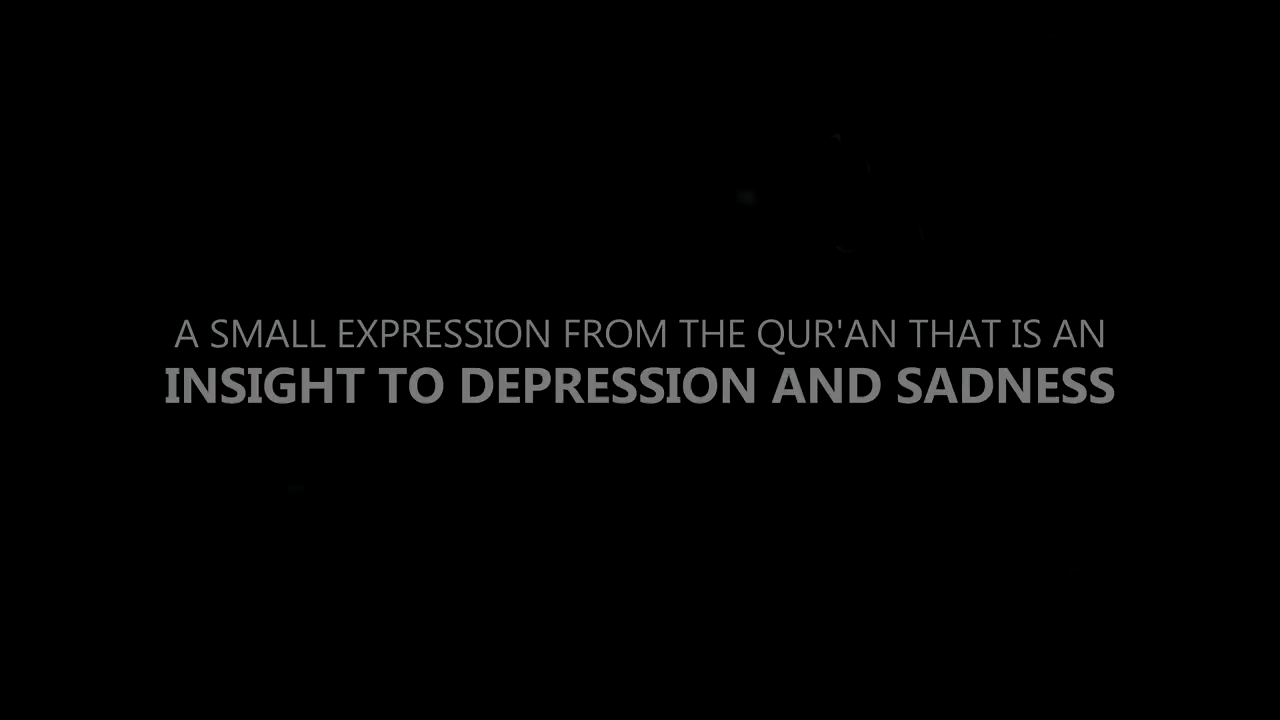 A SMALL EXPRESSION FROM THE QUR'AN THAT IS AN
INSIGHT TO DEPRESSION AND SADNESS